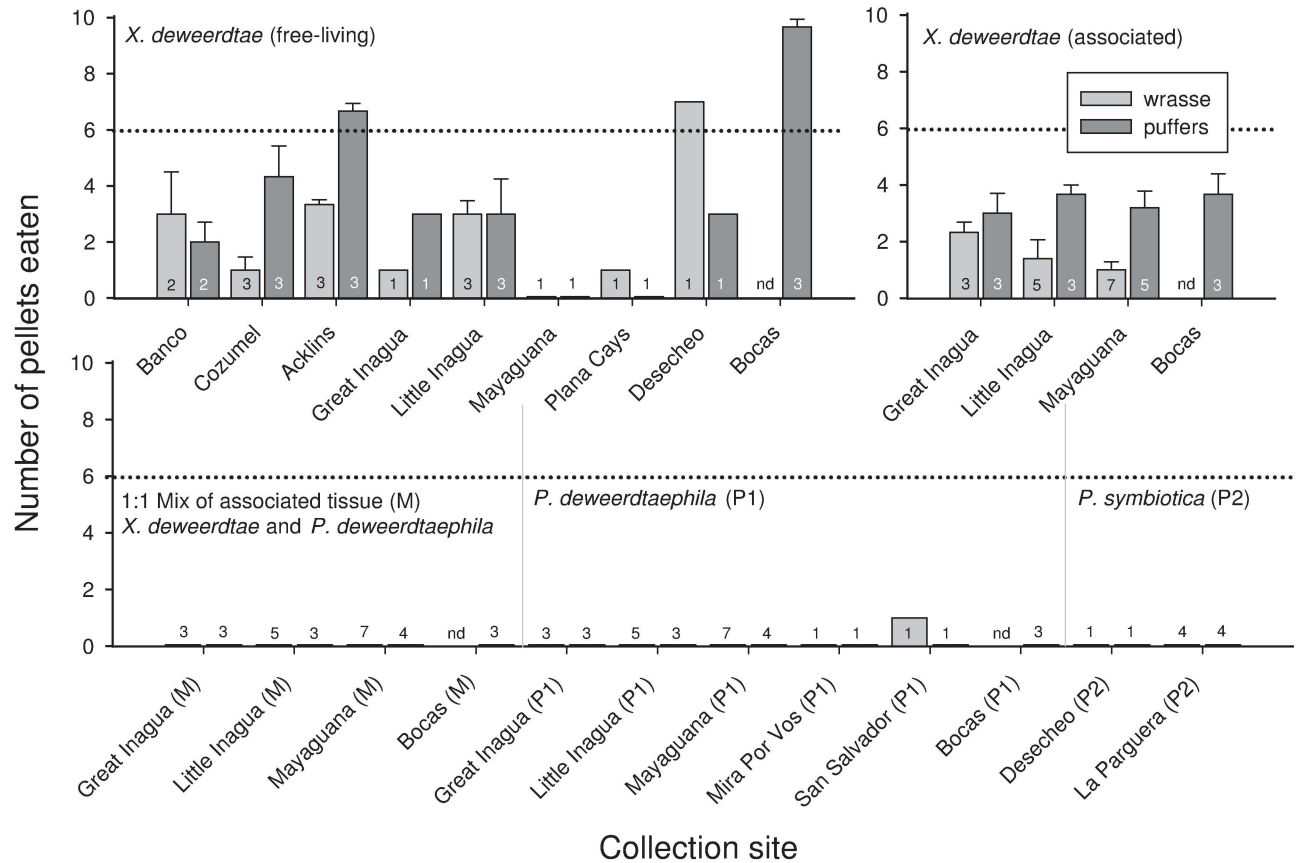 Number of pellets eaten
10
8
6
4
2
0
X. deweerdtae (free-living)
2 2 3 3 3 3 1 1 3 3 1 1 1 1 1 1 nd 3
Banco
Cozumel
Acklins
Great Inagua
Little Inagua
Mayaguana
Plana Cays
Desecheo
Bocas
10
8
6
4
2
0
X. deweerdtae (associated)
wrasse
puffers
3 3 5 3 7 5 nd 3
Great Inagua
Little Inagua
Mayaguana
Bocas
10
8
6
4
2
0
1:1 Mix of associated tissue (M)
X. deweerdtae and P. deweerdtaephila
P. deweerdtaephila (P1)
P. symbiotica (P2)
3 3 5 3 7 4 nd 3 3 3 5 3 7 4 1 1 1 1 nd 3 1 1 4 4
Great Inagua (M)
Little Inagua (M)
Mayaguana (M)
Bocas (M)
Great Inagua (P1)
Little Inagua (P1)
Mayaguana (P1)
Mira Por Vos (P1)
San Salvador (P1)
Bocas (P1)
Desecheo (P2)
La Parguera (P2)
Collection site